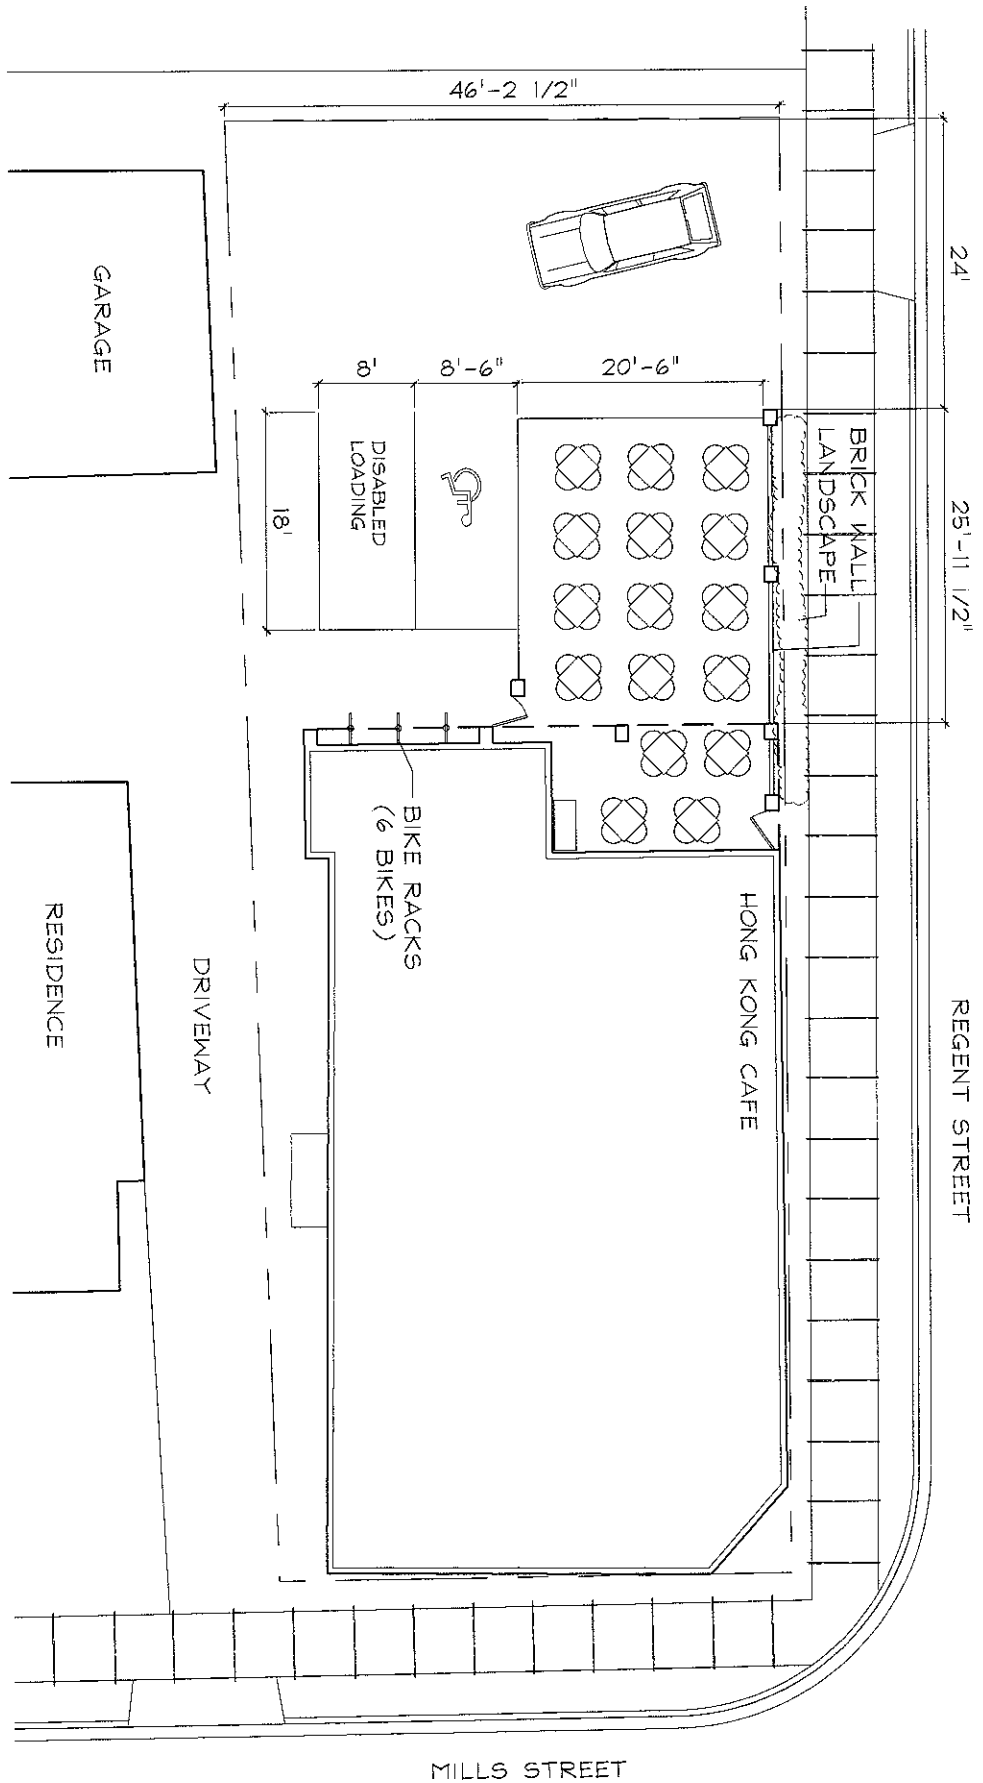 46'-2 1/2"
24'
GARAGE
8'
8'-6"
20'-6"
BRICK WALL
LANDSCAPE
25'-11 1/2"
18'
DISABLED
LOADING
BIKE RACKS
(6 BIKES)
HONG KONG CAFE
RESIDENCE
DRIVEWAY
REGENT STREET
MILLS STREET